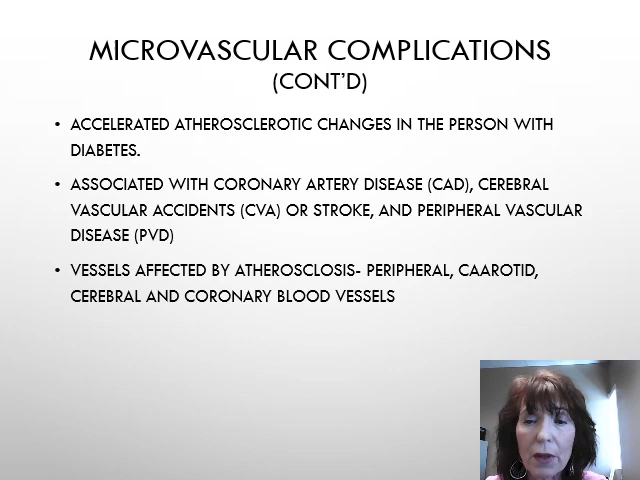 MICROVASCULAR COMPLICATIONS
(CONT'D)
• ACCELERATED ATHEROSCLEROTIC CHANGES IN THE PERSON WITH
DIABETES.
• ASSOCIATED WITH CORONARY ARTERY DISEASE (CAD), CEREBRAL
VASCULAR ACCIDENTS (CVA) OR STROKE, AND PERIPHERAL VASCULAR
DISEASE (PVD)
• VESSELS AFFECTED BY ATHEROSCLOSIS- PERIPHERAL, CAAROTID,
CEREBRAL AND CORONARY BLOOD VESSELS